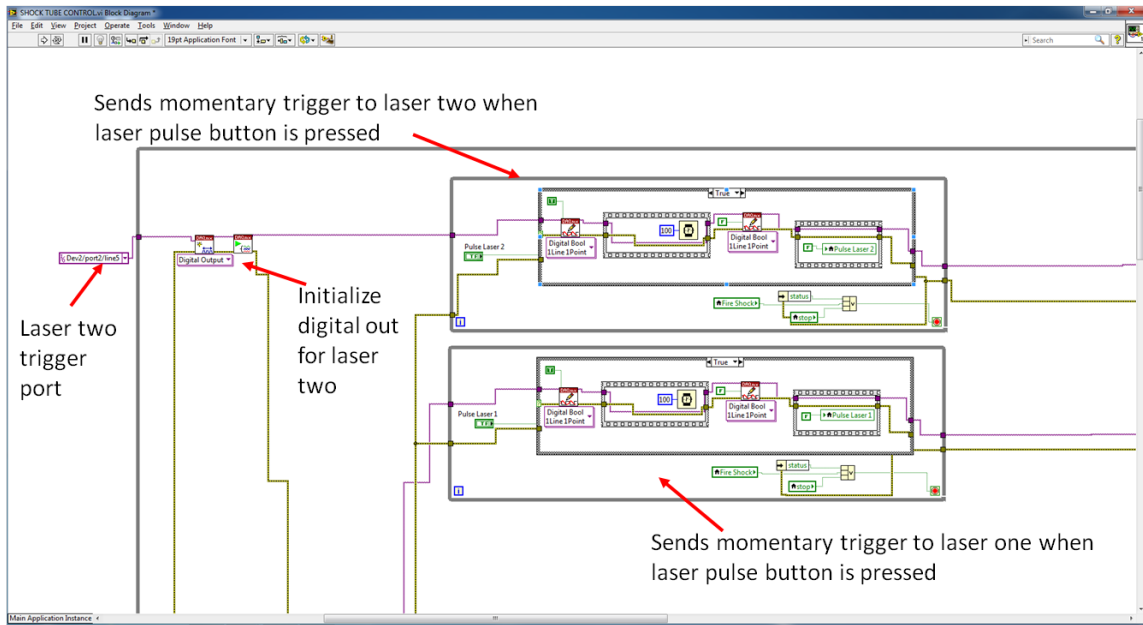 SHOCK TUBE CONTROL.vi Block Diagram *
File Edit View Project Operate Tools Window Help
19pt Application Font
Search
Sends momentary trigger to laser two when
laser pulse button is pressed
True
Pulse Laser 2
TF
Digital Bool
1Line 1Point
100
F
Digital Bool
1Line 1Point
F
Pulse Laser 2
Dev2/port2/line5
Digital Output
Fire Shock
status
stop
i
Laser two
trigger
port
Initialize
digital out
for laser
two
True
Pulse Laser 1
TF
Digital Bool
1Line 1Point
100
F
Digital Bool
1Line 1Point
F
Pulse Laser 1
Fire Shock
status
stop
i
Sends momentary trigger to laser one when
laser pulse button is pressed
Main Application Instance